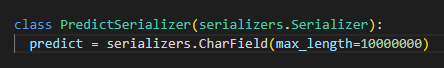 class PredictSerializer(serializers.Serializer):
    predict = serializers.CharField(max_length=10000000)